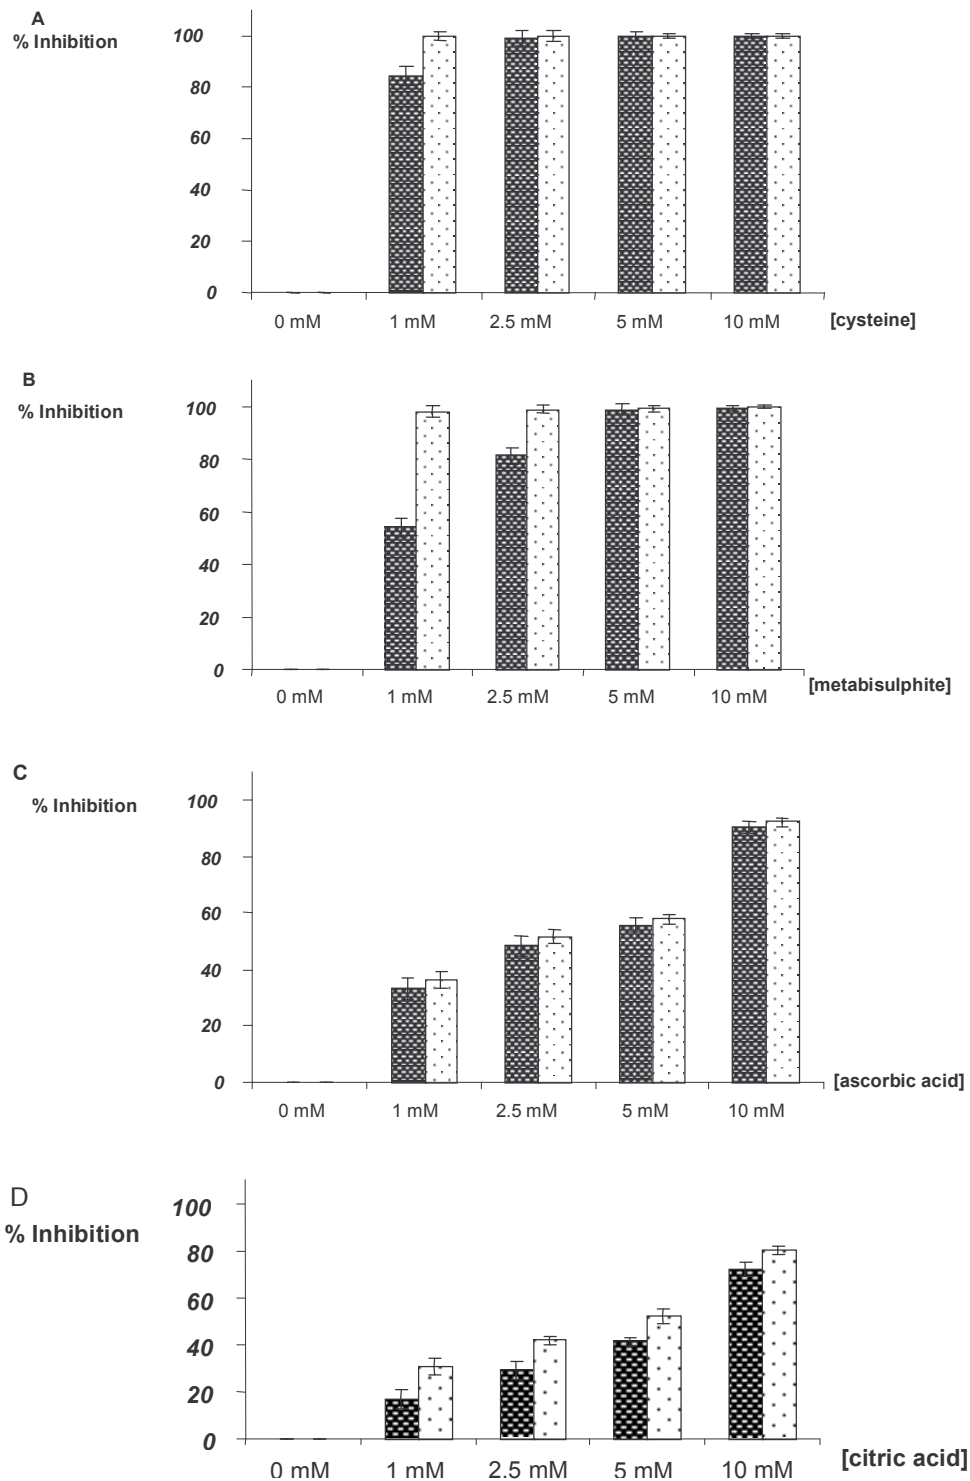 A
% Inhibition
100
80
60
40
20
0
0 mM 1 mM 2.5 mM 5 mM 10 mM [cysteine]
B
% Inhibition
100
80
60
40
20
0
0 mM 1 mM 2.5 mM 5 mM 10 mM [metabisulphite]
C
% Inhibition
100
80
60
40
20
0
0 mM 1 mM 2.5 mM 5 mM 10 mM [ascorbic acid]
D
% Inhibition
100
80
60
40
20
0
0 mM 1 mM 2.5 mM 5 mM 10 mM [citric acid]